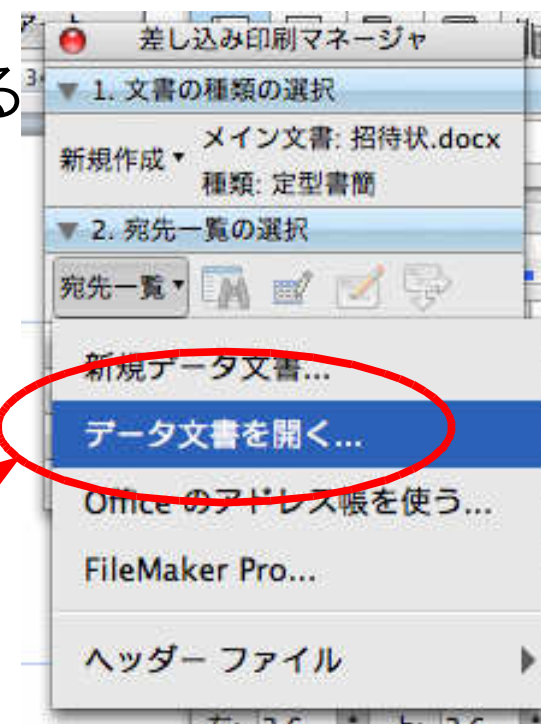 る
差し込み印刷マネージャ
1. 文書の種類の選択
新規作成
メイン文書: 招待状.docx
種類: 定型書簡
2. 宛先一覧の選択
宛先一覧
新規データ文書...
データ文書を開く...
Office のアドレス帳を使う...
FileMaker Pro...
ヘッダー ファイル